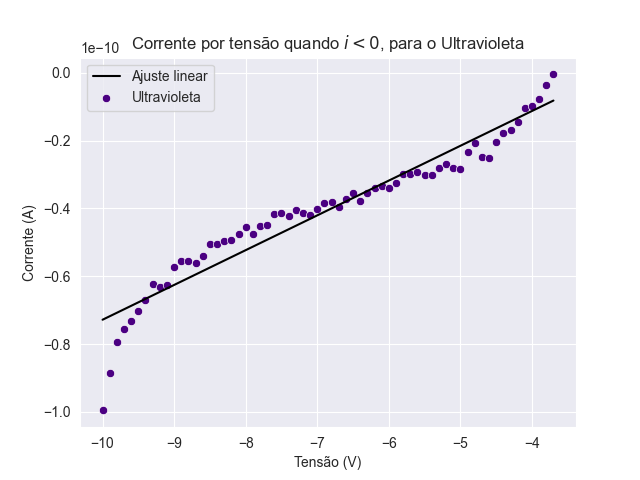 Corrente por tensão quando i < 0, para o Ultravioleta
1e−10
Ajuste linear
Ultravioleta
0.0
−0.2
−0.4
−0.6
−0.8
−1.0
Corrente (A)
−10 −9 −8 −7 −6 −5 −4
Tensão (V)